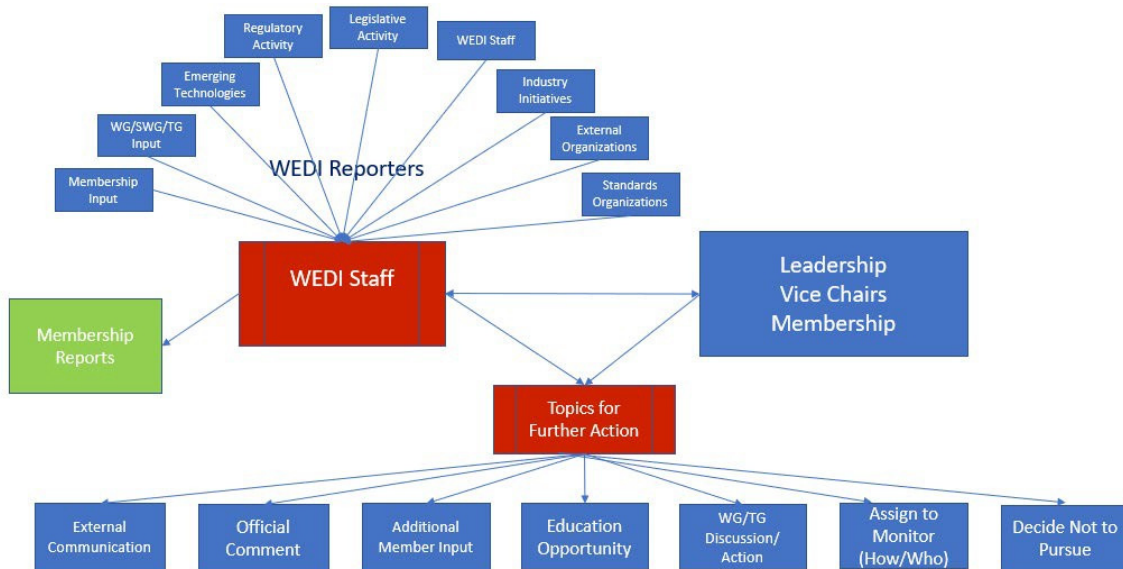 Legislative
Activity
Regulatory
Activity
WEDI Staff
Emerging
Technologies
Industry
Initiatives
WG/SWG/TG
Input
External
Organizations
WEDI Reporters
Membership
Input
Standards
Organizations
WEDI Staff
Leadership
Vice Chairs
Membership
Membership
Reports
Topics for
Further Action
External
Communication
Official
Comment
Additional
Member Input
Education
Opportunity
WG/TG
Discussion/
Action
Assign to
Monitor
(How/Who)
Decide Not to
Pursue